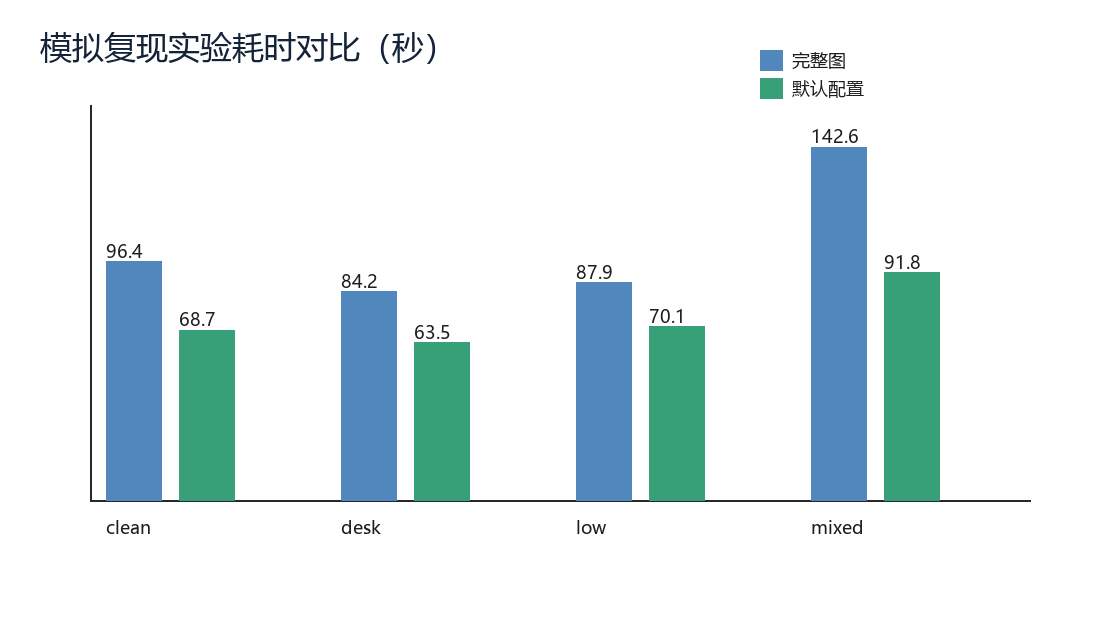 模拟复现实验耗时对比（秒）
完整图
默认配置
142.6
96.4
91.8
84.2
87.9
68.7
70.1
63.5
clean
desk
low
mixed